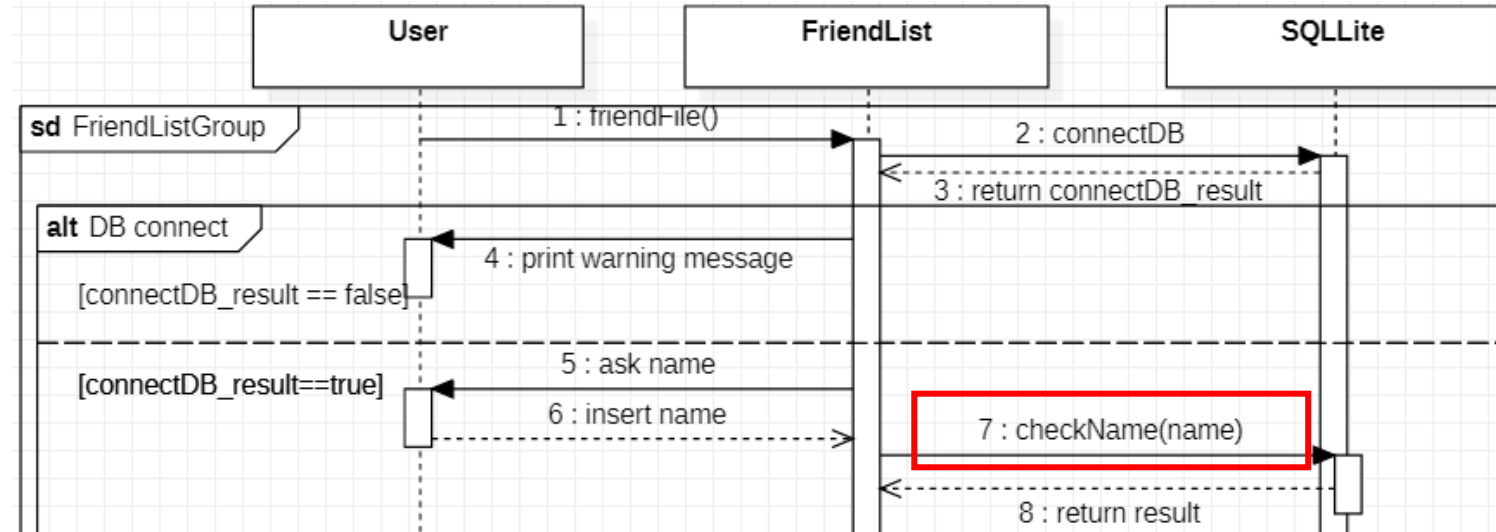 User
FriendList
SQLLite
sd FriendListGroup
1 : friendFile()
2 : connectDB
3 : return connectDB_result
alt DB connect
4 : print warning message
[connectDB_result == false]
5 : ask name
[connectDB_result==true]
6 : insert name
7 : checkName(name)
8 : return result